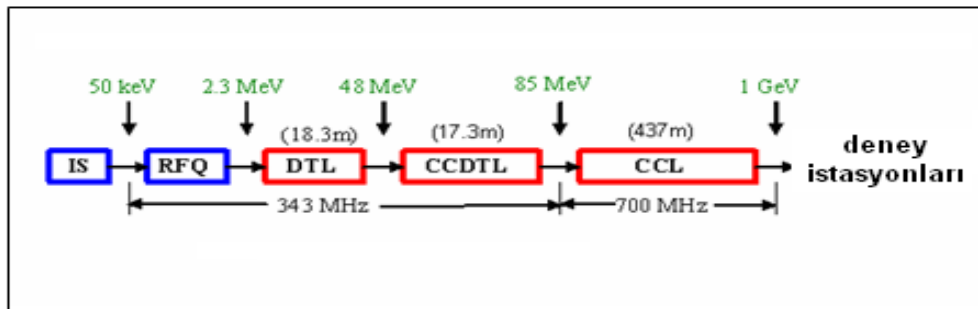 50 keV 2.3 MeV 48 MeV 85 MeV 1 GeV
(18.3m) (17.3m) (437m)
IS RFQ DTL CCDTL CCL deney
istasyonları
343 MHz 700 MHz